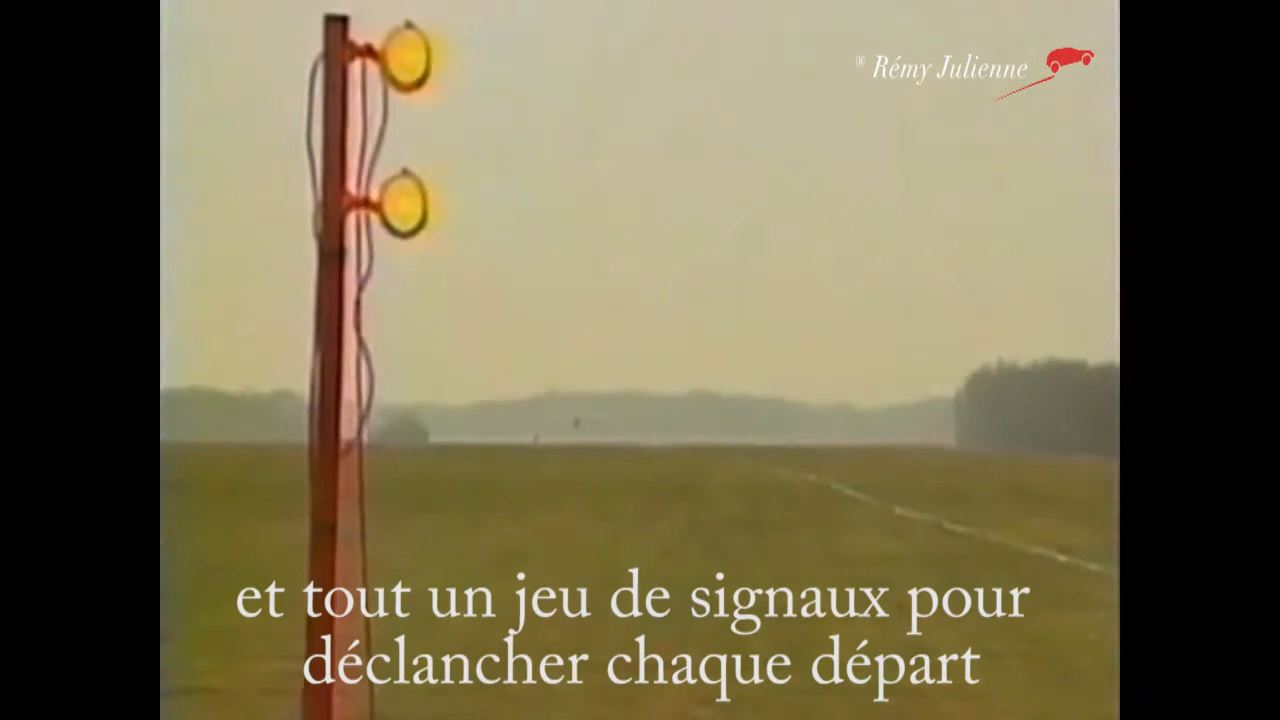 ® Rémy Julienne
et tout un jeu de signaux pour
déclancher chaque départ